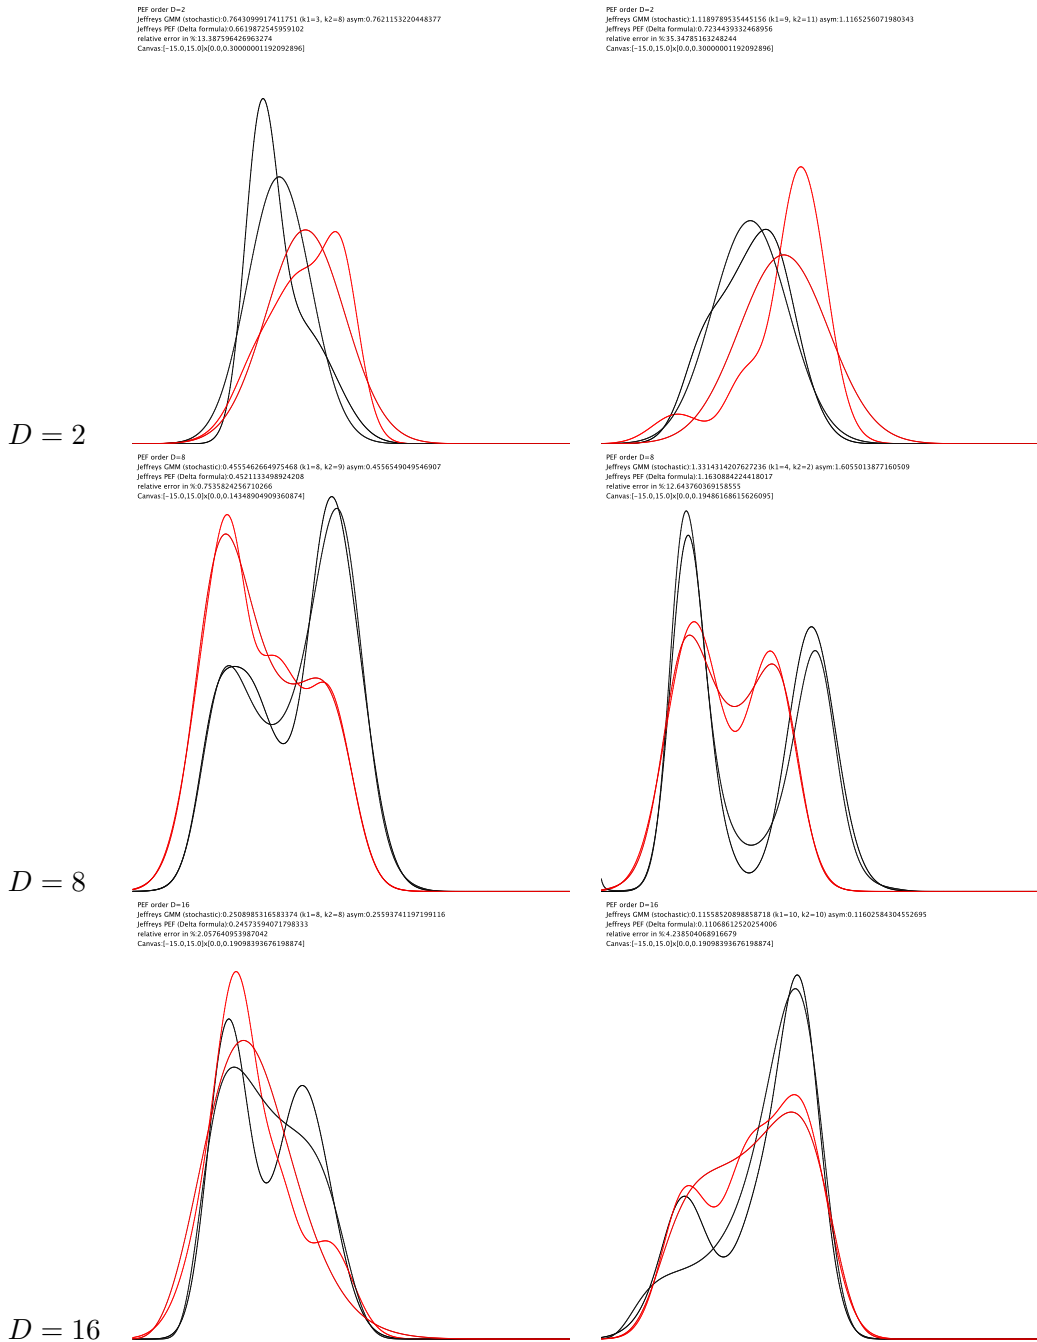 PEF order D=2
Jeffreys GMM (stochastic):0.7643099917411751 (k1=3, k2=8) asym:0.7621153220448377
Jeffreys PEF (Delta formula):0.6619872545959102
relative error in %:13.387596426963274
Canvas:[-15.0,15.0]x[0.0,0.30000001192092896]
PEF order D=2
Jeffreys GMM (stochastic):1.1189789535445156 (k1=9, k2=11) asym:1.1165256071980343
Jeffreys PEF (Delta formula):0.7234439332468956
relative error in %:35.34785163248244
Canvas:[-15.0,15.0]x[0.0,0.30000001192092896]
D = 2
PEF order D=8
Jeffreys GMM (stochastic):0.4555462664975468 (k1=8, k2=9) asym:0.4556549049546907
Jeffreys PEF (Delta formula):0.4521133498924208
relative error in %:0.7535824256710266
Canvas:[-15.0,15.0]x[0.0,0.14348904909360874]
PEF order D=8
Jeffreys GMM (stochastic):1.3314314207627236 (k1=4, k2=2) asym:1.6055013877160509
Jeffreys PEF (Delta formula):1.1630884224418017
relative error in %:12.643760369158555
Canvas:[-15.0,15.0]x[0.0,0.19486168615626095]
D = 8
PEF order D=16
Jeffreys GMM (stochastic):0.2508985316583374 (k1=8, k2=8) asym:0.25593741197199116
Jeffreys PEF (Delta formula):0.24573594071798333
relative error in %:2.057640953987042
Canvas:[-15.0,15.0]x[0.0,0.19098393676198874]
PEF order D=16
Jeffreys GMM (stochastic):0.11558520898858718 (k1=10, k2=10) asym:0.11602584304552695
Jeffreys PEF (Delta formula):0.11068612520254006
relative error in %:4.238504068916679
Canvas:[-15.0,15.0]x[0.0,0.19098393676198874]
D = 16